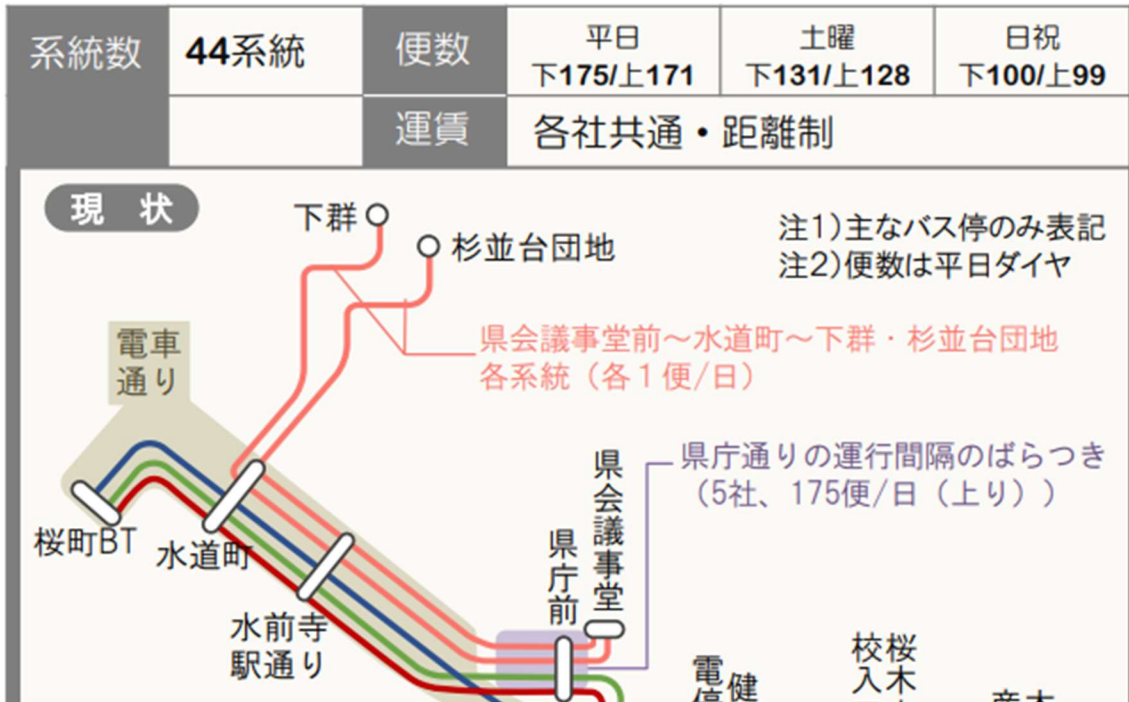 系統数
44系統
便数
平日
下175/上171
土曜
下131/上128
日祝
下100/上99
運賃
各社共通・距離制
現 状
下群
杉並台団地
注1)主なバス停のみ表記
注2)便数は平日ダイヤ
電車
通り
県会議事堂前～水道町～下群・杉並台団地
各系統（各１便/日）
県庁通りの運行間隔のばらつき
（5社、175便/日（上り））
県会議事堂
県庁前
桜町BT
水道町
水前寺
駅通り
桜木
校入
健
電停